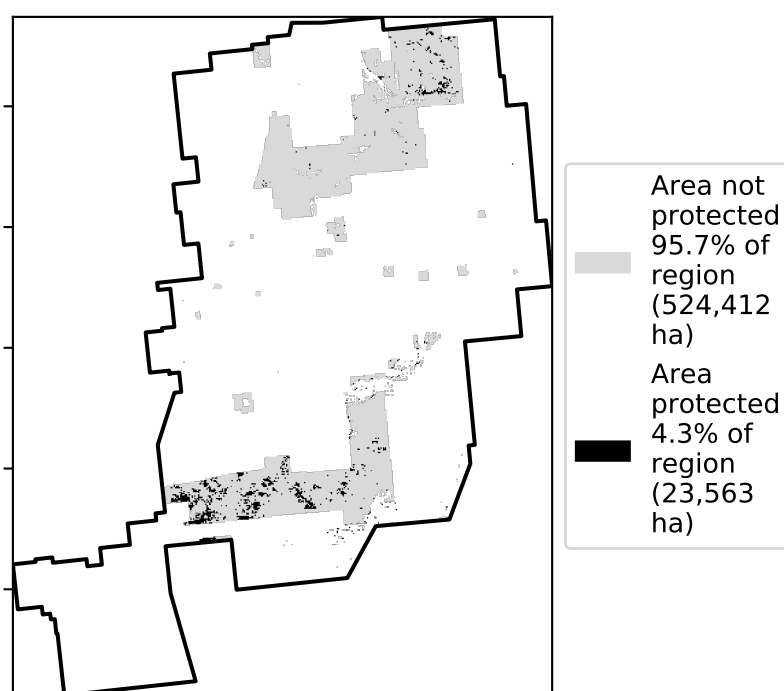 Area not
protected
95.7% of
region
(524,412
ha)
Area
protected
4.3% of
region
(23,563
ha)